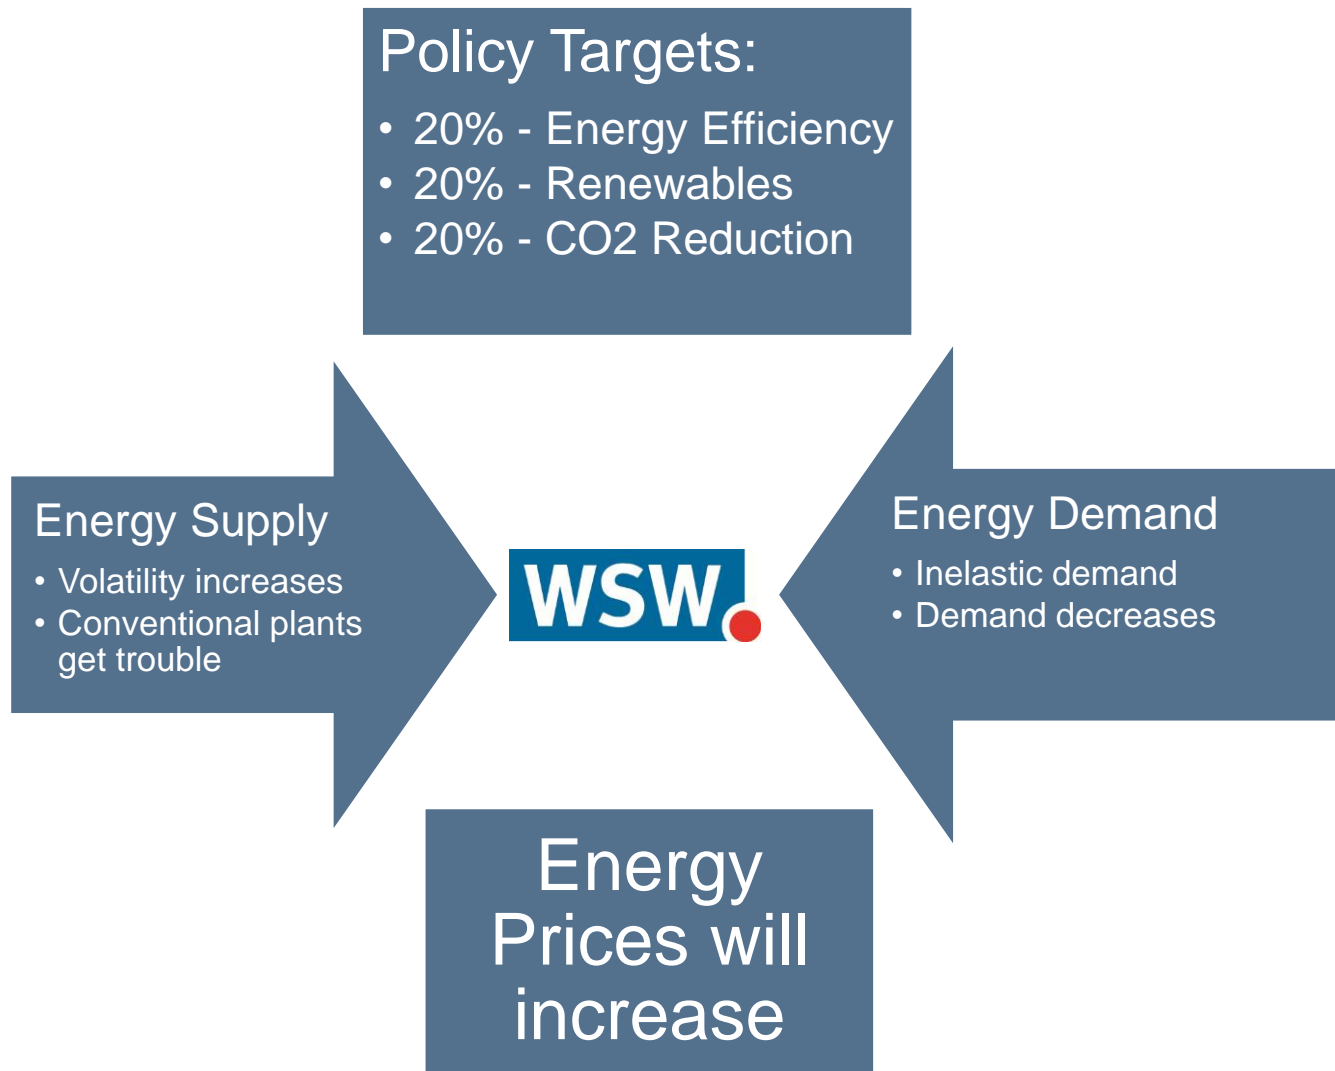 Policy Targets:
• 20% - Energy Efficiency
• 20% - Renewables
• 20% - CO2 Reduction
Energy Supply
• Volatility increases
• Conventional plants
get trouble
WSW.
Energy Demand
• Inelastic demand
• Demand decreases
Energy
Prices will
increase